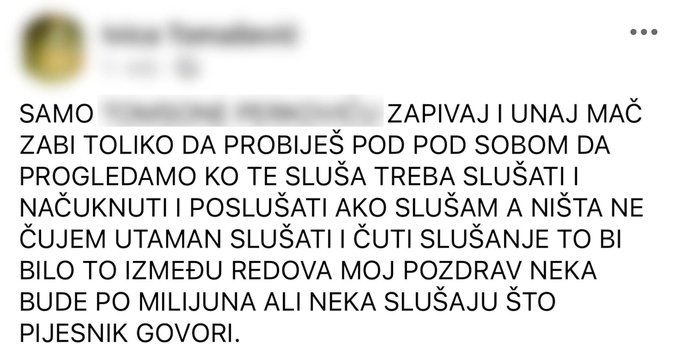 SAMO ZAPIVAJ I UNAJ MAČ
ZABI TOLIKO DA PROBIJEŠ POD POD SOBOM DA
PROGLEDAMO KO TE SLUŠA TREBA SLUŠATI I
NAČUKNUTI I POSLUŠATI AKO SLUŠAM A NIŠTA NE
ČUJEM UTAMAN SLUŠATI I ČUTI SLUŠANJE TO BI
BILO TO IZMEĐU REDOVA MOJ POZDRAV NEKA
BUDE PO MILIJUNA ALI NEKA SLUŠAJU ŠTO
PIJESNIK GOVORI.